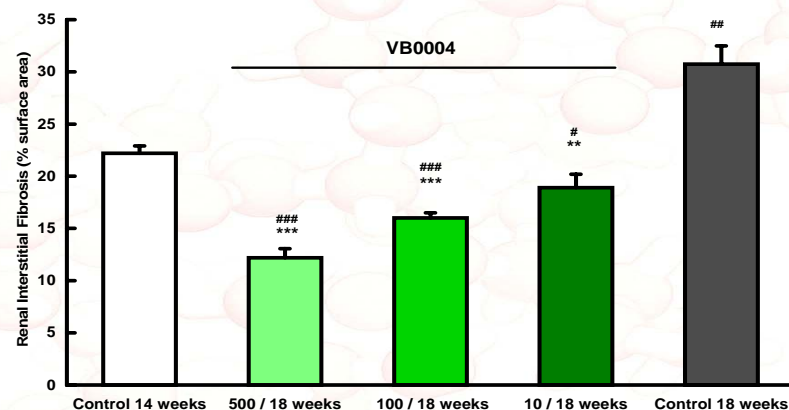 Renal Interstitial Fibrosis (% surface area)
35
30
25
20
15
10
5
0
VB0004
###
***
###
***
#
**
##
Control 14 weeks
500 / 18 weeks
100 / 18 weeks
10 / 18 weeks
Control 18 weeks